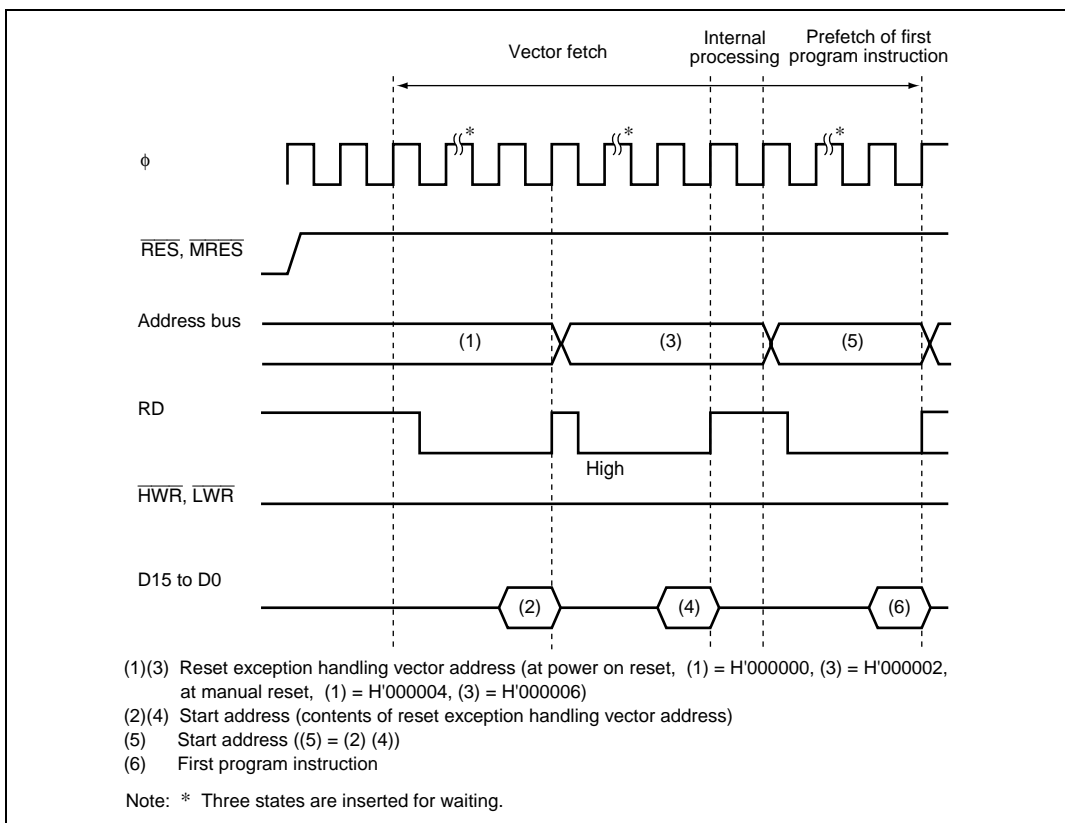 Vector fetch
Internal
processing
Prefetch of first
program instruction
*
*
*
ϕ
RES, MRES
Address bus
(1)
(3)
(5)
RD
High
HWR, LWR
D15 to D0
(2)
(4)
(6)
(1)(3) Reset exception handling vector address (at power on reset, (1) = H'000000, (3) = H'000002,
at manual reset, (1) = H'000004, (3) = H'000006)
(2)(4) Start address (contents of reset exception handling vector address)
(5) Start address ((5) = (2) (4))
(6) First program instruction
Note: * Three states are inserted for waiting.